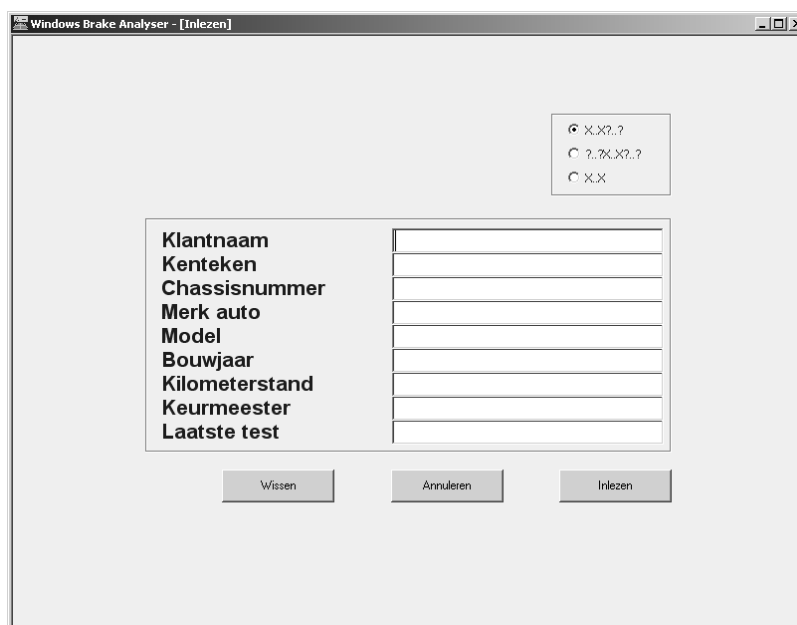 Windows Brake Analyser - [Inlezen]
X..X?..?
?..?X..X?..?
X..X
Klantnaam
Kenteken
Chassisnummer
Merk auto
Model
Bouwjaar
Kilometerstand
Keurmeester
Laatste test
Wissen Annuleren Inlezen